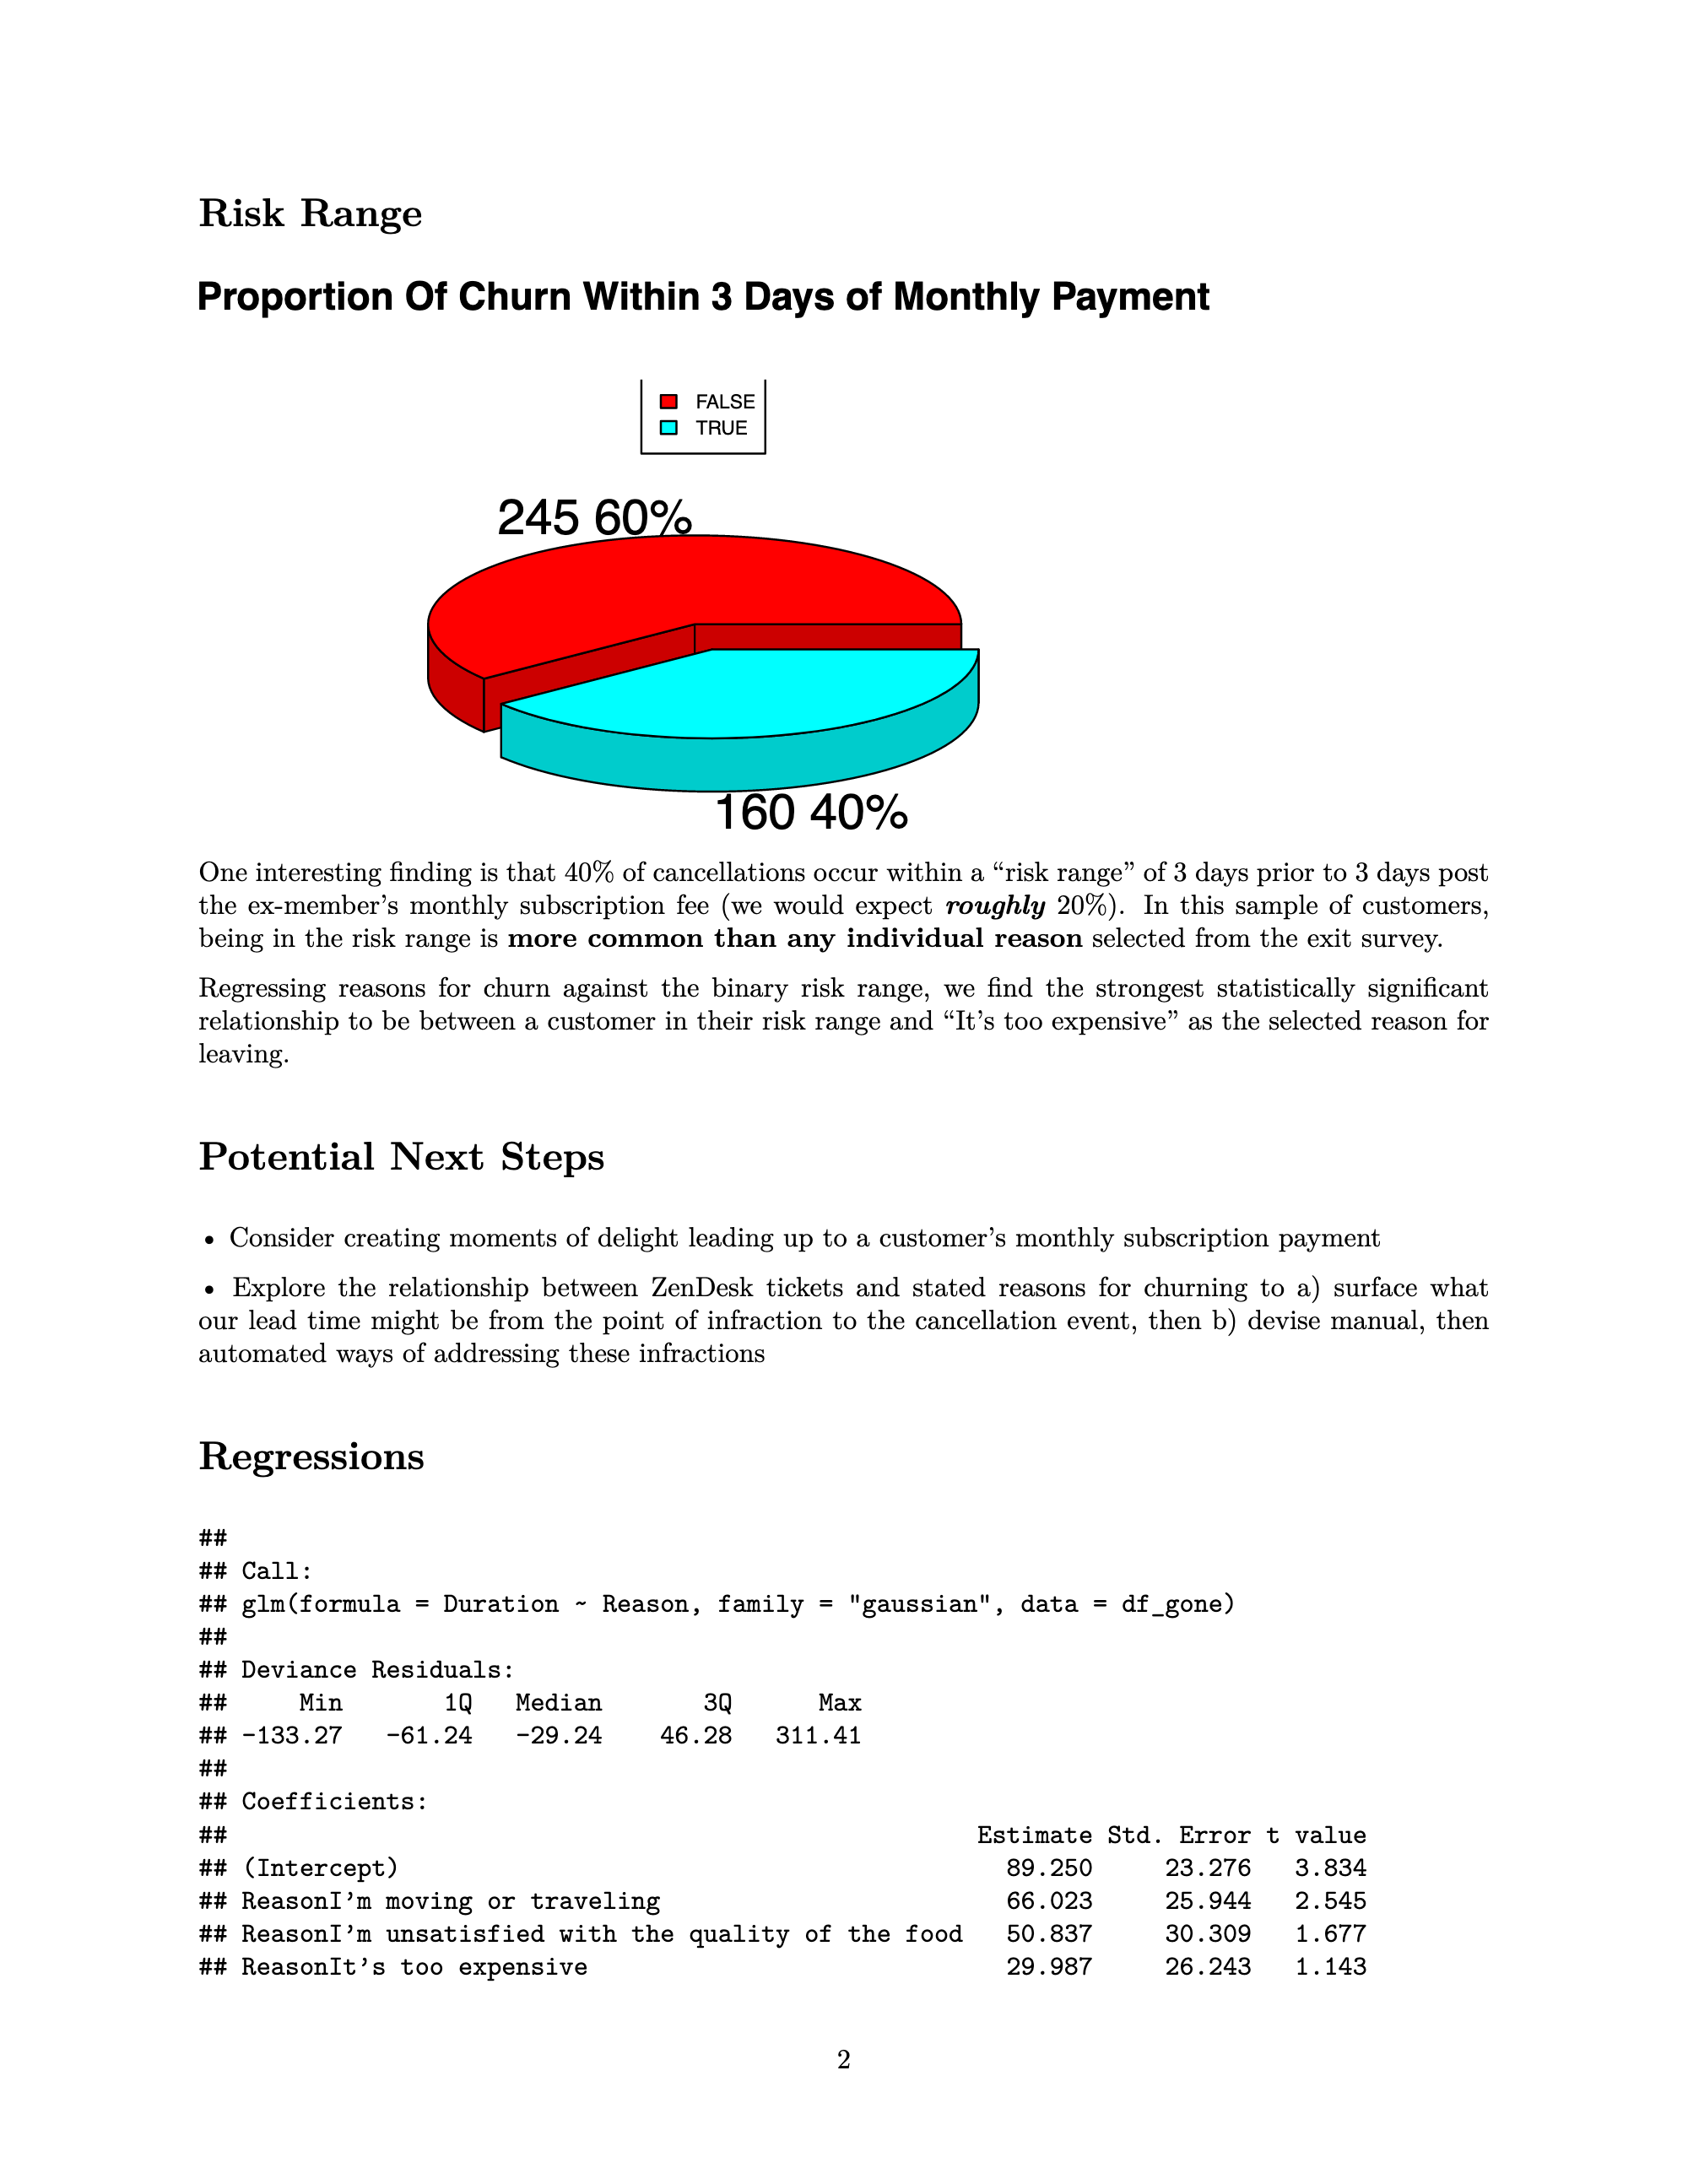 Risk Range
Proportion Of Churn Within 3 Days of Monthly Payment
FALSE
TRUE
245 60%
160 40%
One interesting finding is that 40% of cancellations occur within a “risk range” of 3 days prior to 3 days post
the ex-member’s monthly subscription fee (we would expect roughly 20%). In this sample of customers,
being in the risk range is more common than any individual reason selected from the exit survey.
Regressing reasons for churn against the binary risk range, we find the strongest statistically significant
relationship to be between a customer in their risk range and “It’s too expensive” as the selected reason for
leaving.
Potential Next Steps
• Consider creating moments of delight leading up to a customer’s monthly subscription payment
• Explore the relationship between ZenDesk tickets and stated reasons for churning to a) surface what
our lead time might be from the point of infraction to the cancellation event, then b) devise manual, then
automated ways of addressing these infractions
Regressions
##
## Call:
## glm(formula = Duration ~ Reason, family = "gaussian", data = df_gone)
##
## Deviance Residuals:
##     Min       1Q   Median       3Q      Max
## -133.27   -61.24   -29.24    46.28   311.41
##
## Coefficients:
##                                                    Estimate Std. Error t value
## (Intercept)                                          89.250     23.276   3.834
## ReasonI’m moving or traveling                        66.023     25.944   2.545
## ReasonI’m unsatisfied with the quality of the food   50.837     30.309   1.677
## ReasonIt’s too expensive                             29.987     26.243   1.143
2